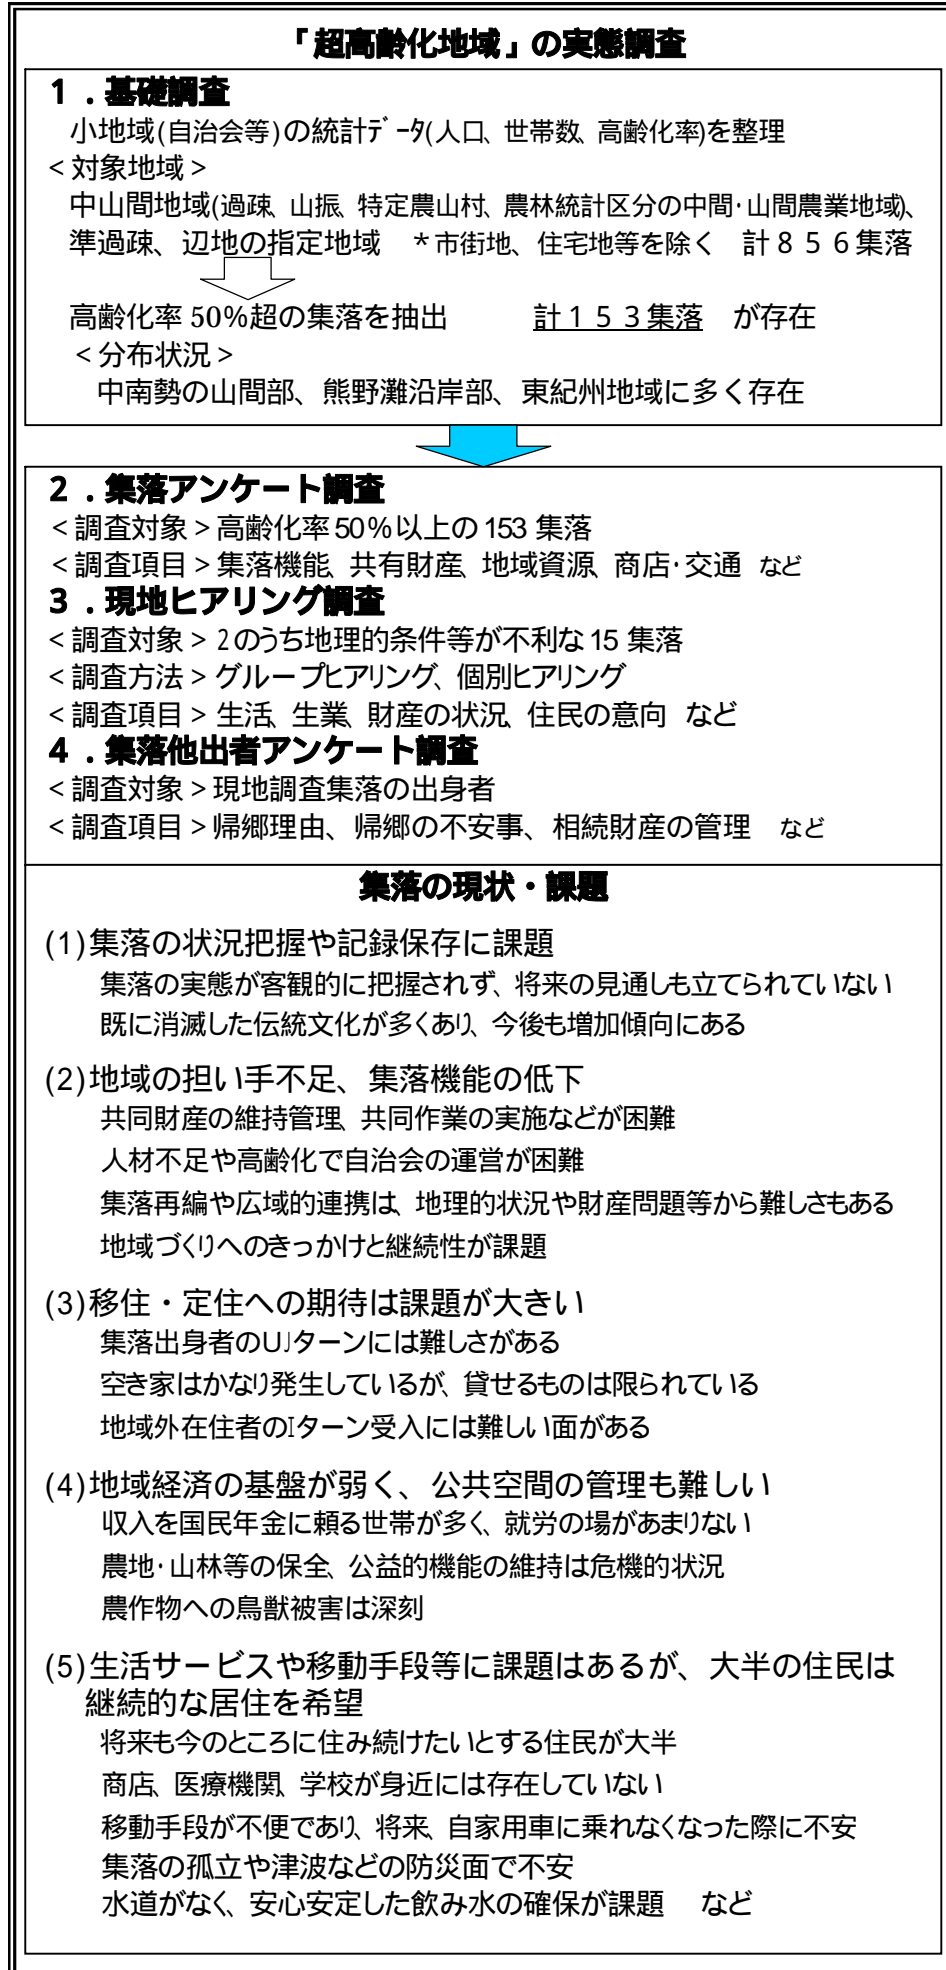 「超高齢化地域」の実態調査
１．基礎調査
小地域(自治会等)の統計ﾃﾞｰﾀ(人口、世帯数、高齢化率)を整理
＜対象地域＞
中山間地域(過疎、山振、特定農山村、農林統計区分の中間･山間農業地域)、
準過疎、辺地の指定地域　＊市街地、住宅地等を除く　計８５６集落
高齢化率 50％超の集落を抽出　　　計１５３集落　が存在
＜分布状況＞
中南勢の山間部、熊野灘沿岸部、東紀州地域に多く存在
２．集落アンケート調査
＜調査対象＞高齢化率 50％以上の 153 集落
＜調査項目＞集落機能、共有財産、地域資源、商店･交通　など
３．現地ヒアリング調査
＜調査対象＞２のうち地理的条件等が不利な 15 集落
＜調査方法＞グループヒアリング、個別ヒアリング
＜調査項目＞生活、生業、財産の状況、住民の意向　など
４．集落他出者アンケート調査
＜調査対象＞現地調査集落の出身者
＜調査項目＞帰郷理由、帰郷の不安事、相続財産の管理　など
集落の現状・課題
(1)集落の状況把握や記録保存に課題
集落の実態が客観的に把握されず、将来の見通しも立てられていない
既に消滅した伝統文化が多くあり、今後も増加傾向にある
(2)地域の担い手不足、集落機能の低下
共同財産の維持管理、共同作業の実施などが困難
人材不足や高齢化で自治会の運営が困難
集落再編や広域的連携は、地理的状況や財産問題等から難しさもある
地域づくりへのきっかけと継続性が課題
(3)移住・定住への期待は課題が大きい
集落出身者のUJターンには難しさがある
空き家はかなり発生しているが、貸せるものは限られている
地域外在住者のIターン受入には難しい面がある
(4)地域経済の基盤が弱く、公共空間の管理も難しい
収入を国民年金に頼る世帯が多く、就労の場があまりない
農地･山林等の保全、公益的機能の維持は危機的状況
農作物への鳥獣被害は深刻
(5)生活サービスや移動手段等に課題はあるが、大半の住民は
継続的な居住を希望
将来も今のところに住み続けたいとする住民が大半
商店、医療機関、学校が身近には存在していない
移動手段が不便であり、将来、自家用車に乗れなくなった際に不安
集落の孤立や津波などの防災面で不安
水道がなく、安心安定した飲み水の確保が課題　など